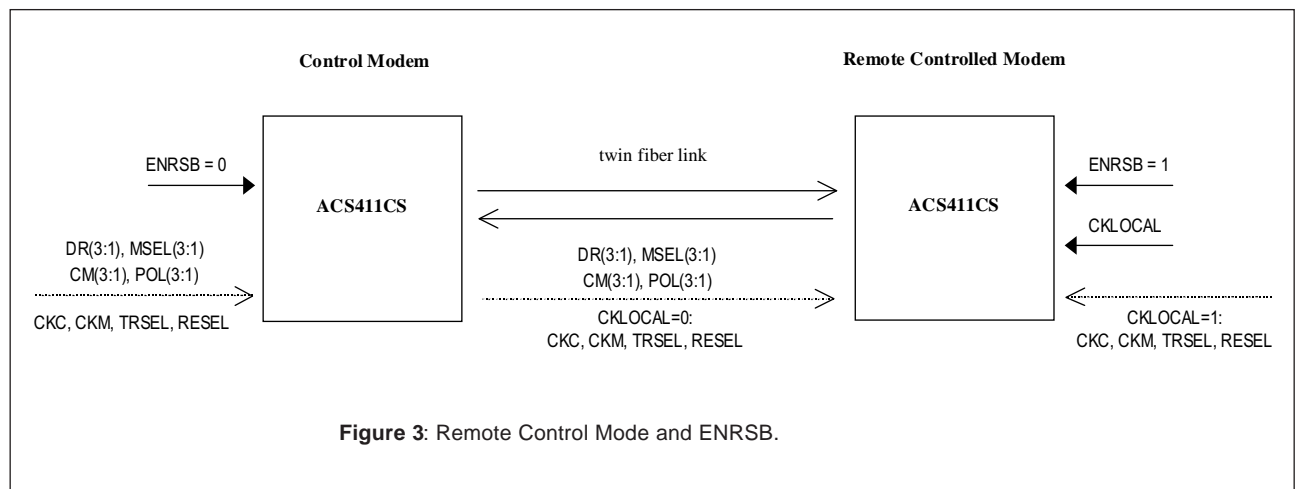 Control Modem
Remote Controlled Modem
ENRSB = 0
twin fiber link
ENRSB = 1
ACS411CS
ACS411CS
CKLOCAL
DR(3:1), MSEL(3:1)
CM(3:1), POL(3:1)
CKC, CKM, TRSEL, RESEL
DR(3:1), MSEL(3:1)
CM(3:1), POL(3:1)
CKLOCAL=0:
CKC, CKM, TRSEL, RESEL
CKLOCAL=1:
CKC, CKM, TRSEL, RESEL
Figure 3: Remote Control Mode and ENRSB.